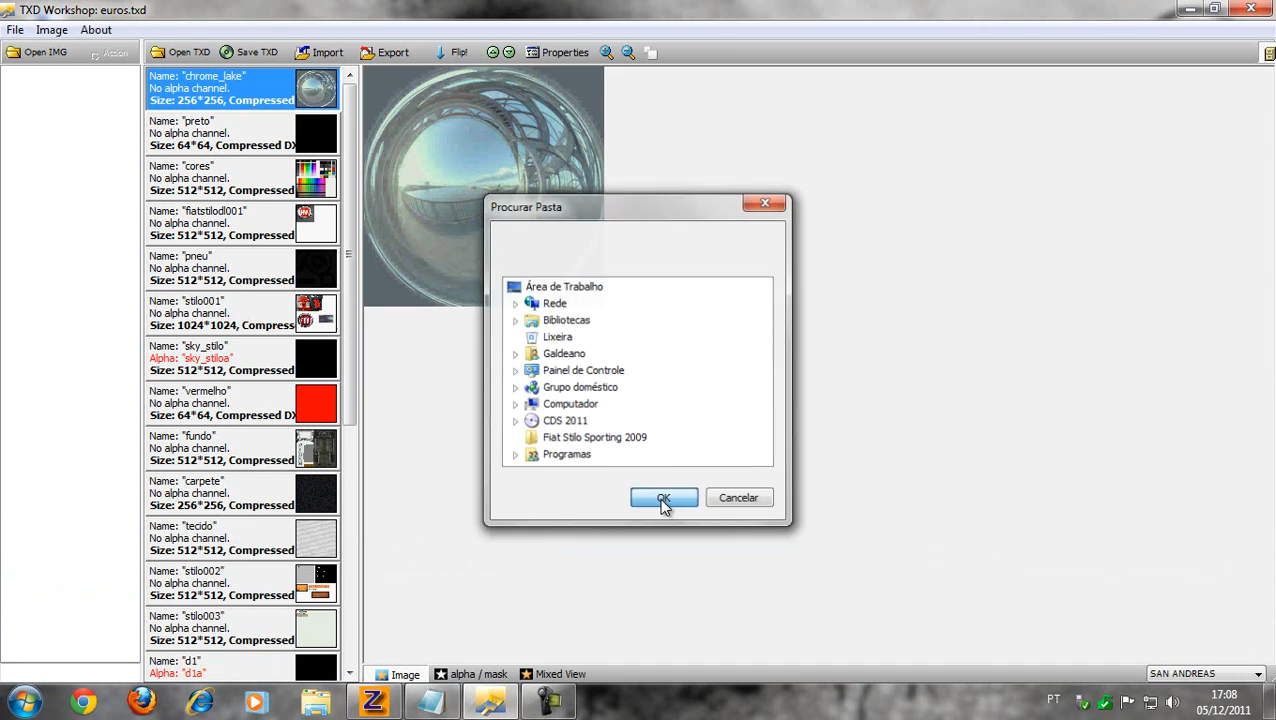 TXD Workshop: euros.txd
File Image About
Open IMG Action Open TXD Save TXD Import Export Flip! Properties
Name: "chrome_lake"
No alpha channel.
Size: 256*256, Compressed
Name: "preto"
No alpha channel.
Size: 64*64, Compressed DX
Name: "cores"
No alpha channel.
Size: 512*512, Compressed
Name: "fiatstilodl001"
No alpha channel.
Size: 512*512, Compressed
Name: "pneu"
No alpha channel.
Size: 512*512, Compressed
Name: "stilo001"
No alpha channel.
Size: 1024*1024, Compressed
Name: "sky_stilo"
Alpha: "sky_stiloa"
Size: 512*512, Compressed
Name: "vermelho"
No alpha channel.
Size: 64*64, Compressed DX
Name: "fundo"
No alpha channel.
Size: 512*512, Compressed
Name: "carpete"
No alpha channel.
Size: 256*256, Compressed
Name: "tecido"
No alpha channel.
Size: 512*512, Compressed
Name: "stilo002"
No alpha channel.
Size: 512*512, Compressed
Name: "stilo003"
No alpha channel.
Size: 512*512, Compressed
Name: "d1"
Alpha: "d1a"
Procurar Pasta
Área de Trabalho
Rede
Bibliotecas
Lixeira
Galdeano
Painel de Controle
Grupo doméstico
Computador
CDS 2011
Fiat Stilo Sporting 2009
Programas
OK Cancelar
Image alpha / mask Mixed View SAN ANDREAS
PT 17:08
05/12/2011